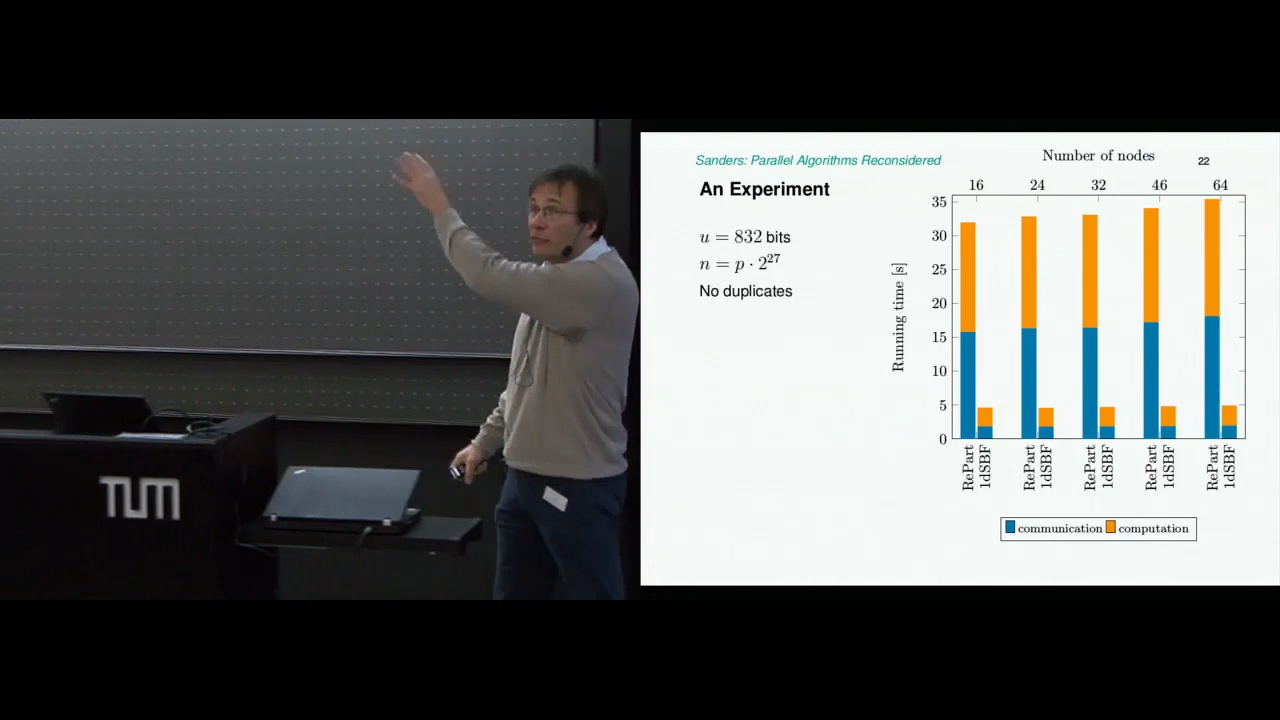 TUM
Sanders: Parallel Algorithms Reconsidered
22
An Experiment
u = 832 bits
n = p · 2^27
No duplicates
Number of nodes
16 24 32 46 64
35
30
25
20
15
10
5
0
Running time [s]
RePart
1dSBF
RePart
1dSBF
RePart
1dSBF
RePart
1dSBF
RePart
1dSBF
communication computation